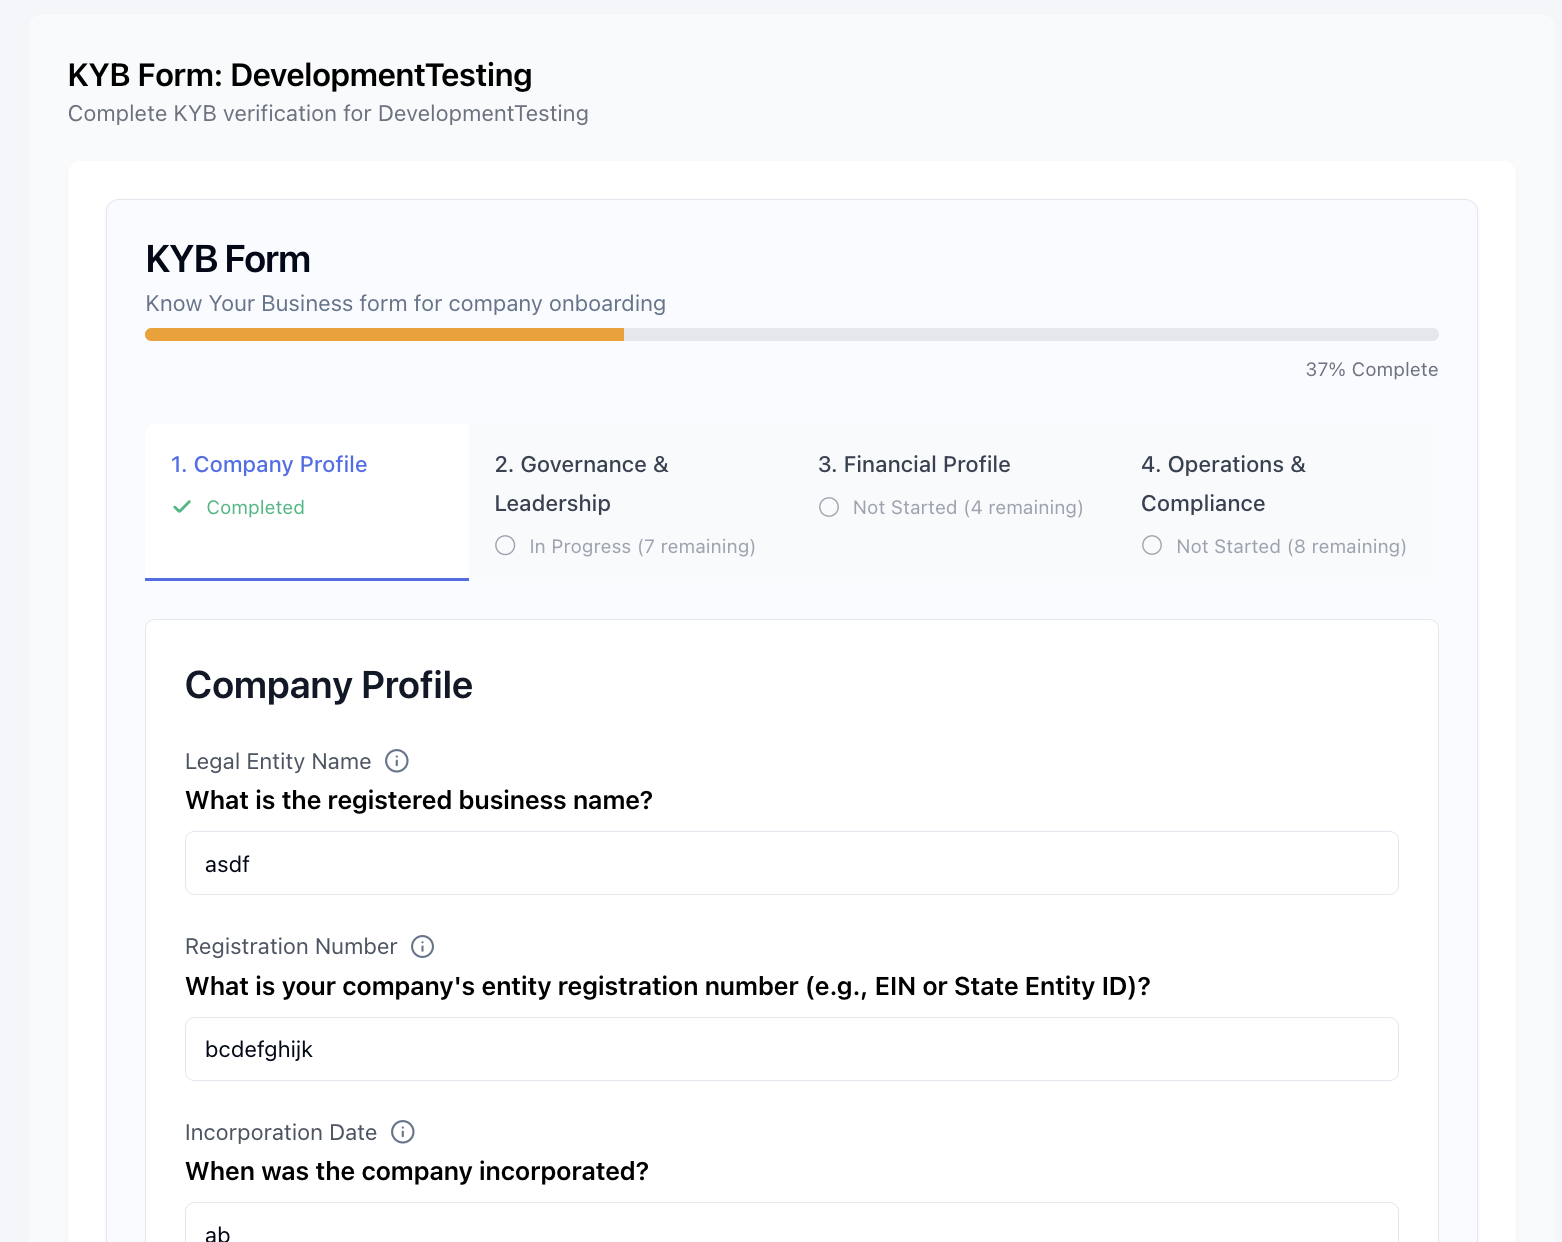 KYB Form: DevelopmentTesting
Complete KYB verification for DevelopmentTesting
KYB Form
Know Your Business form for company onboarding
37% Complete
1. Company Profile
Completed
2. Governance &
Leadership
In Progress (7 remaining)
3. Financial Profile
Not Started (4 remaining)
4. Operations &
Compliance
Not Started (8 remaining)
Company Profile
Legal Entity Name
What is the registered business name?
asdf
Registration Number
What is your company's entity registration number (e.g., EIN or State Entity ID)?
bcdefghijk
Incorporation Date
When was the company incorporated?
ab